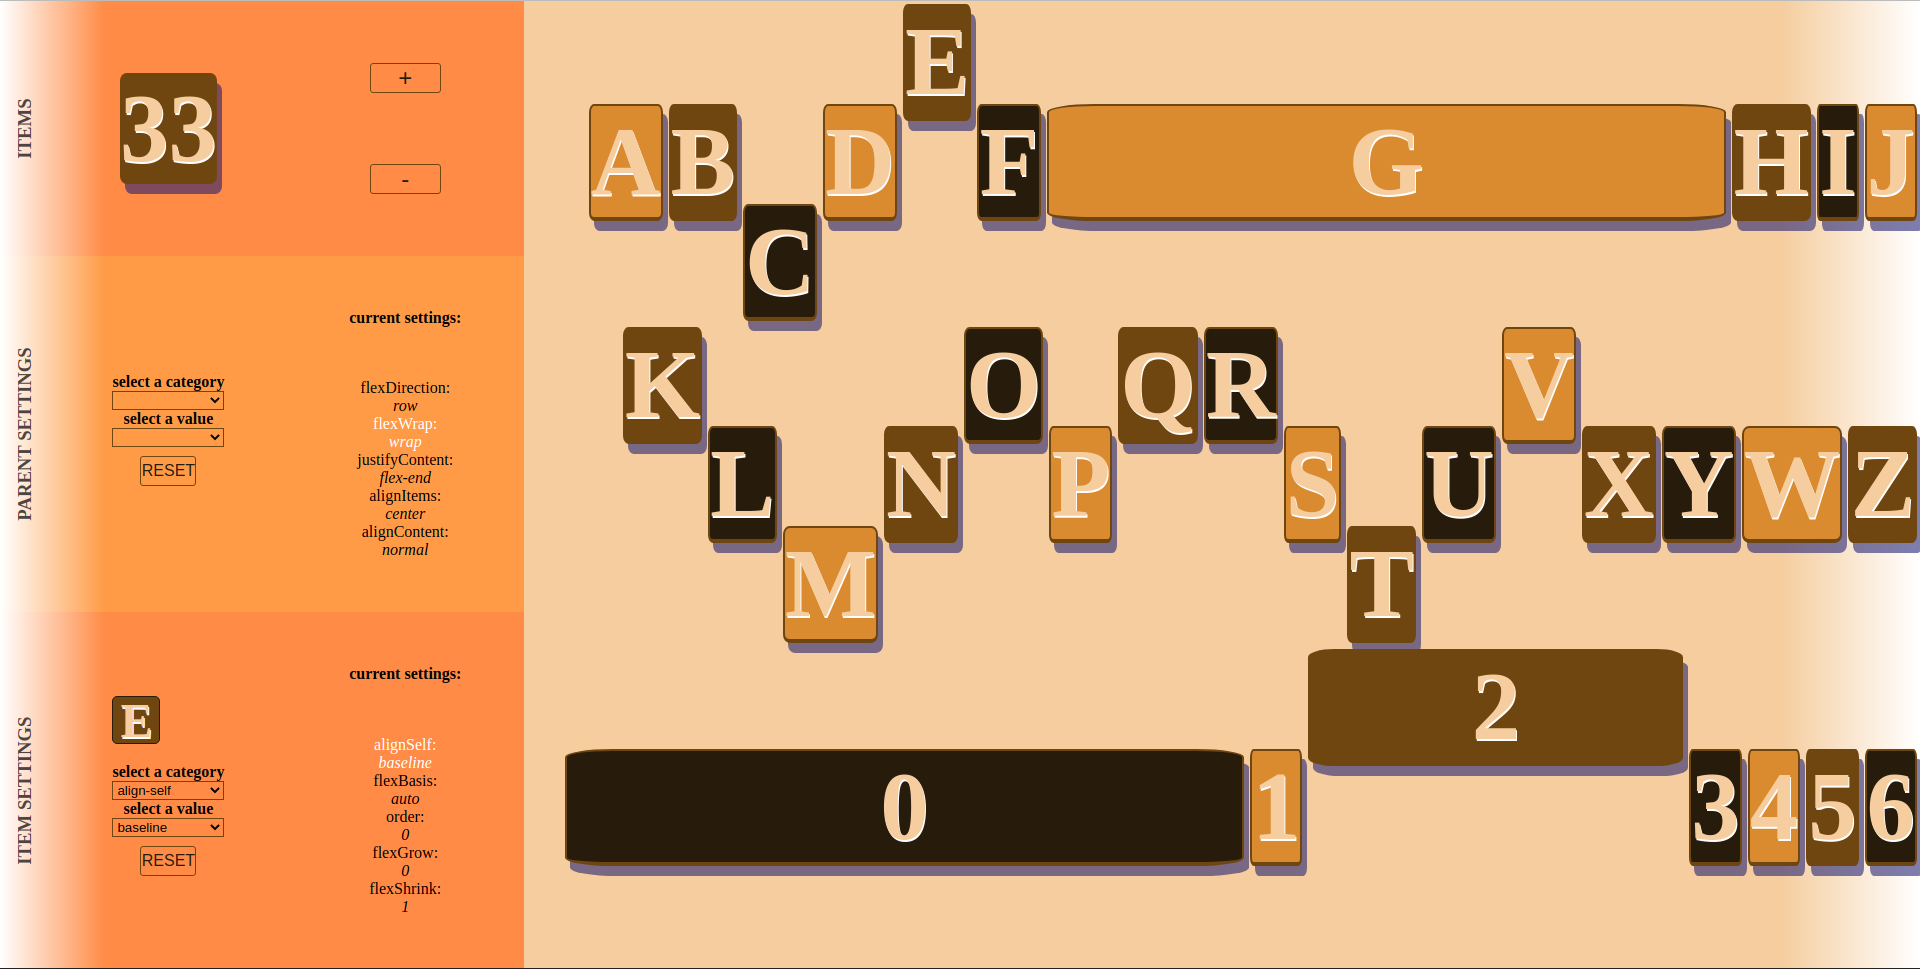 ITEMS
33
+
-
PARENT SETTINGS
select a category
select a value
RESET
current settings:
flexDirection:
row
flexWrap:
wrap
justifyContent:
flex-end
alignItems:
center
alignContent:
normal
ITEM SETTINGS
E
select a category
align-self
select a value
baseline
RESET
current settings:
alignSelf:
baseline
flexBasis:
auto
order:
0
flexGrow:
0
flexShrink:
1
A B C D E F G H I J
K L M N O P Q R S T U V X Y W Z
0 1 2 3 4 5 6